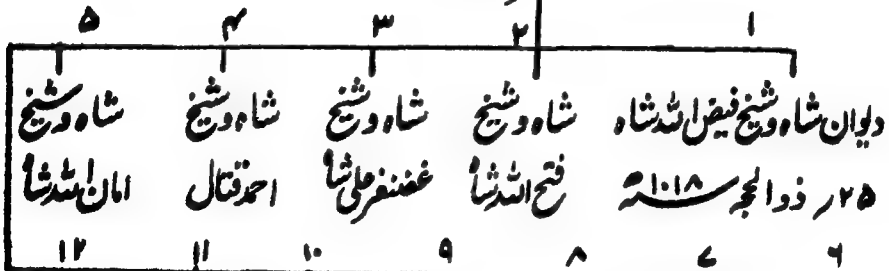 ۱ ۲ ۳ ۴ ۵
دیوان شاہ و شیخ فیض اللہ شاہ شاہ و شیخ شاہ و شیخ شاہ و شیخ شاہ و شیخ
۲۵ ر ذوالحجہ ۱۰۱۸ سنہ ھ فتح اللہ شاہ غضنفر علی شاہ احمد قتال امان اللہ شاہ
۶ ۷ ۸ ۹ ۱۰ ۱۱ ۱۲